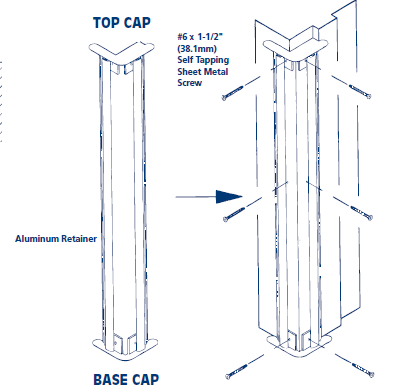 TOP CAP
#6 x 1-1/2"
(38.1mm)
Self Tapping
Sheet Metal
Screw
Aluminum Retainer
BASE CAP